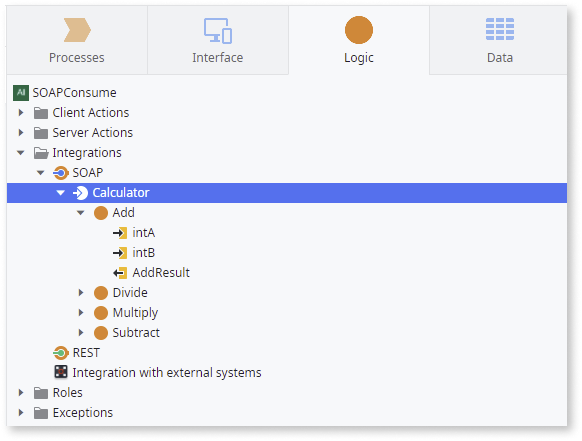 Processes
Interface
Logic
Data
AI SOAPConsume
Client Actions
Server Actions
Integrations
SOAP
Calculator
Add
intA
intB
AddResult
Divide
Multiply
Subtract
REST
Integration with external systems
Roles
Exceptions